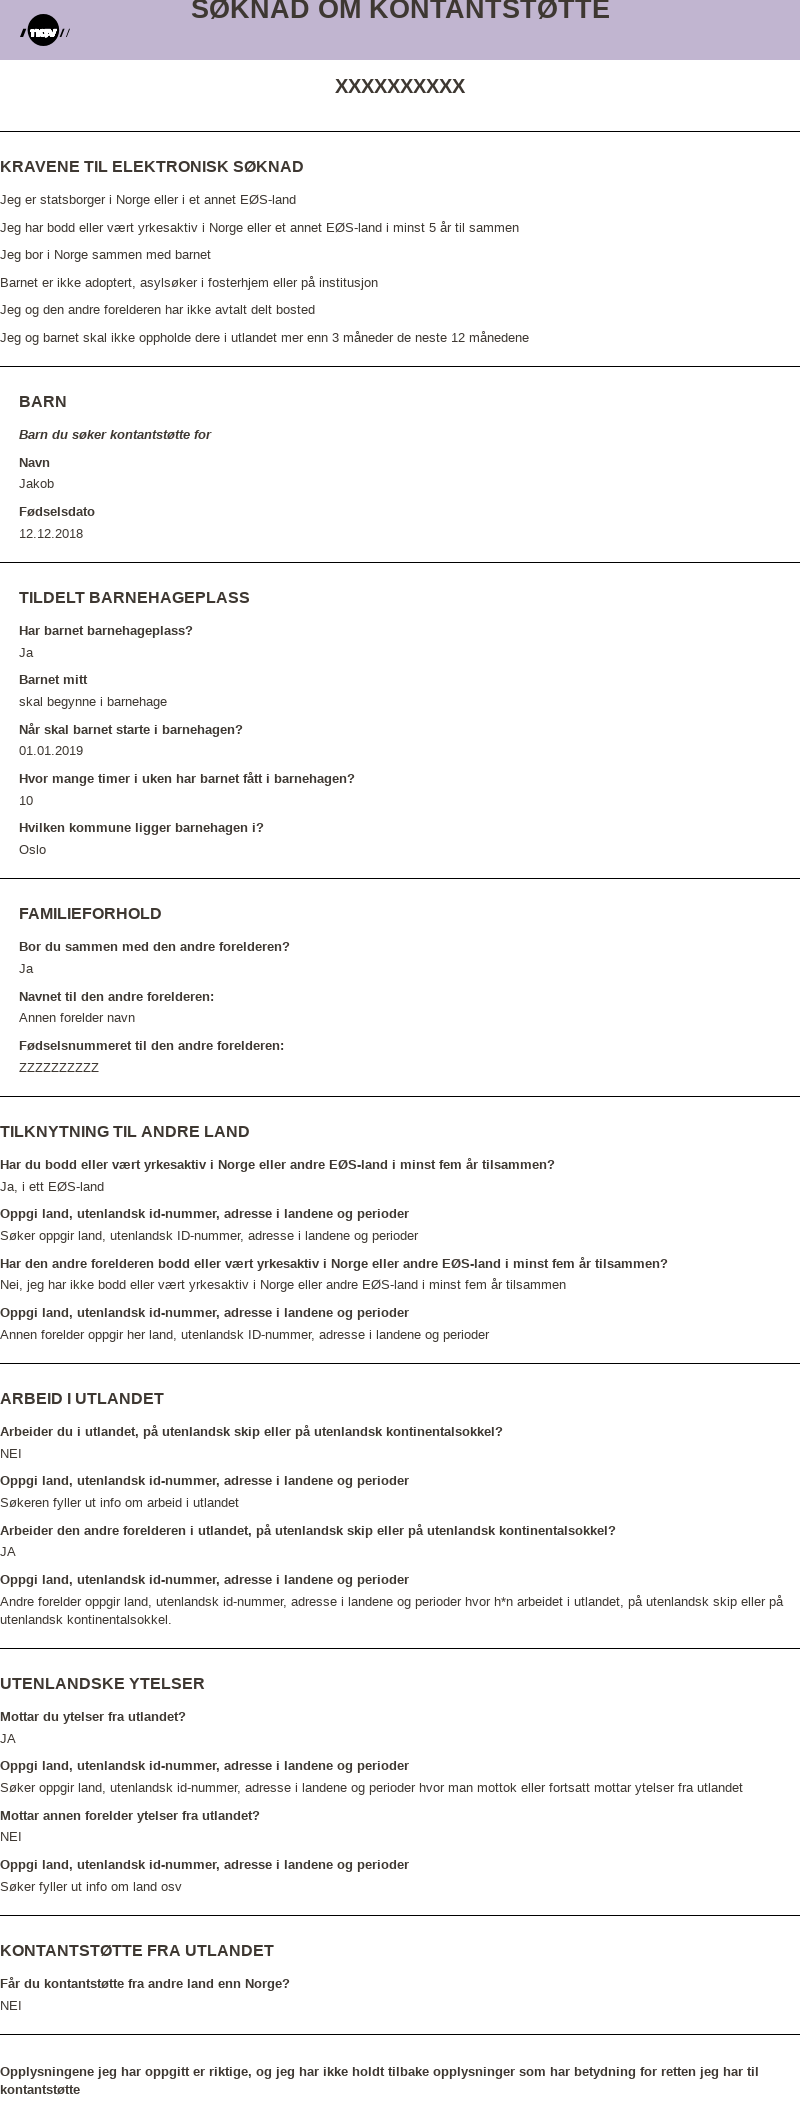 SØKNAD OM KONTANTSTØTTE
nav
XXXXXXXXXX
KRAVENE TIL ELEKTRONISK SØKNAD
Jeg er statsborger i Norge eller i et annet EØS-land
Jeg har bodd eller vært yrkesaktiv i Norge eller et annet EØS-land i minst 5 år til sammen
Jeg bor i Norge sammen med barnet
Barnet er ikke adoptert, asylsøker i fosterhjem eller på institusjon
Jeg og den andre forelderen har ikke avtalt delt bosted
Jeg og barnet skal ikke oppholde dere i utlandet mer enn 3 måneder de neste 12 månedene
BARN
Barn du søker kontantstøtte for
Navn
Jakob
Fødselsdato
12.12.2018
TILDELT BARNEHAGEPLASS
Har barnet barnehageplass?
Ja
Barnet mitt
skal begynne i barnehage
Når skal barnet starte i barnehagen?
01.01.2019
Hvor mange timer i uken har barnet fått i barnehagen?
10
Hvilken kommune ligger barnehagen i?
Oslo
FAMILIEFORHOLD
Bor du sammen med den andre forelderen?
Ja
Navnet til den andre forelderen:
Annen forelder navn
Fødselsnummeret til den andre forelderen:
ZZZZZZZZZZ
TILKNYTNING TIL ANDRE LAND
Har du bodd eller vært yrkesaktiv i Norge eller andre EØS-land i minst fem år tilsammen?
Ja, i ett EØS-land
Oppgi land, utenlandsk id-nummer, adresse i landene og perioder
Søker oppgir land, utenlandsk ID-nummer, adresse i landene og perioder
Har den andre forelderen bodd eller vært yrkesaktiv i Norge eller andre EØS-land i minst fem år tilsammen?
Nei, jeg har ikke bodd eller vært yrkesaktiv i Norge eller andre EØS-land i minst fem år tilsammen
Oppgi land, utenlandsk id-nummer, adresse i landene og perioder
Annen forelder oppgir her land, utenlandsk ID-nummer, adresse i landene og perioder
ARBEID I UTLANDET
Arbeider du i utlandet, på utenlandsk skip eller på utenlandsk kontinentalsokkel?
NEI
Oppgi land, utenlandsk id-nummer, adresse i landene og perioder
Søkeren fyller ut info om arbeid i utlandet
Arbeider den andre forelderen i utlandet, på utenlandsk skip eller på utenlandsk kontinentalsokkel?
JA
Oppgi land, utenlandsk id-nummer, adresse i landene og perioder
Andre forelder oppgir land, utenlandsk id-nummer, adresse i landene og perioder hvor h*n arbeidet i utlandet, på utenlandsk skip eller på
utenlandsk kontinentalsokkel.
UTENLANDSKE YTELSER
Mottar du ytelser fra utlandet?
JA
Oppgi land, utenlandsk id-nummer, adresse i landene og perioder
Søker oppgir land, utenlandsk id-nummer, adresse i landene og perioder hvor man mottok eller fortsatt mottar ytelser fra utlandet
Mottar annen forelder ytelser fra utlandet?
NEI
Oppgi land, utenlandsk id-nummer, adresse i landene og perioder
Søker fyller ut info om land osv
KONTANTSTØTTE FRA UTLANDET
Får du kontantstøtte fra andre land enn Norge?
NEI
Opplysningene jeg har oppgitt er riktige, og jeg har ikke holdt tilbake opplysninger som har betydning for retten jeg har til
kontantstøtte